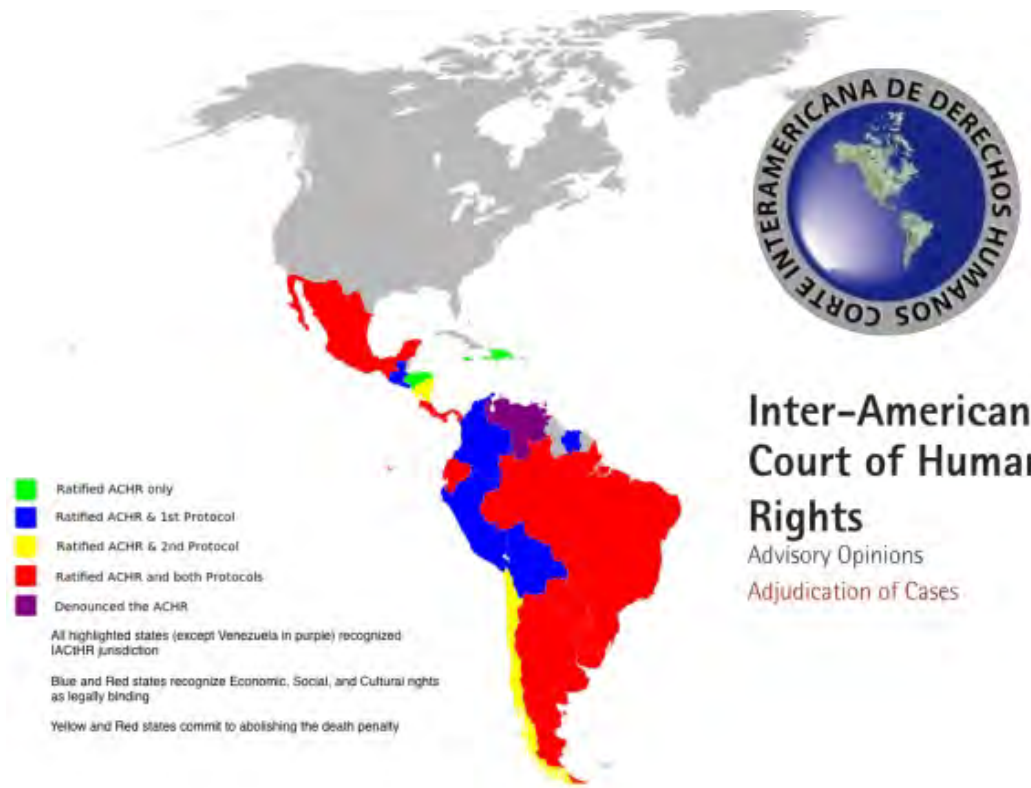 CORTE INTERAMERICANA DE DERECHOS HUMANOS
Inter-American
Court of Human
Rights
Advisory Opinions
Adjudication of Cases
Ratified ACHR only
Ratified ACHR & 1st Protocol
Ratified ACHR & 2nd Protocol
Ratified ACHR and both Protocols
Denounced the ACHR
All highlighted states (except Venezuela in purple) recognized
IACtHR jurisdiction
Blue and Red states recognize Economic, Social, and Cultural rights
as legally binding
Yellow and Red states commit to abolishing the death penalty